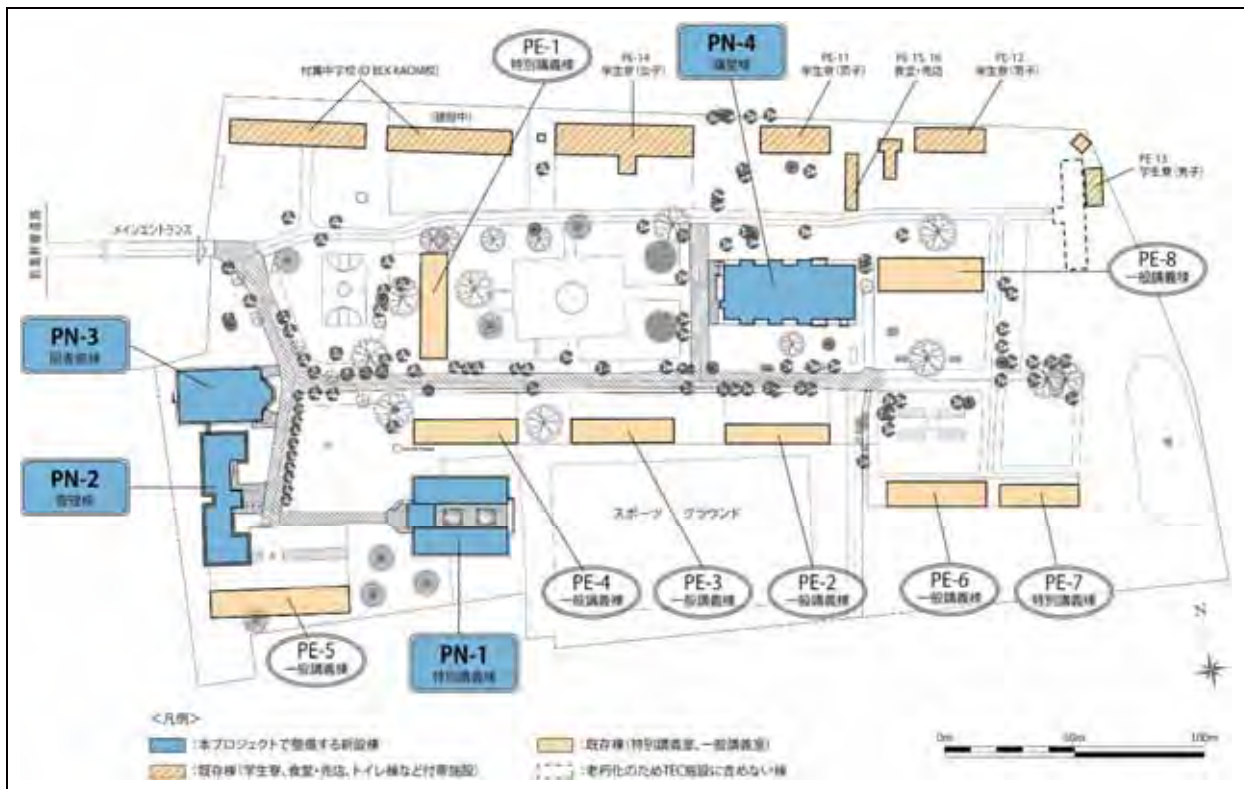 PE-1
特別講義棟
PN-4
講堂棟
PE-14
学生寮(女子)
PE-11
学生寮(男子)
PE-15, 16
食堂・売店
PE-12
学生寮(男子)
付属中学校
(建設中)
PE-13
学生寮(男子)
メインエントランス
PE-8
一般講義棟
PN-3
図書館棟
PN-2
管理棟
スポーツ グラウンド
PE-4
一般講義棟
PE-3
一般講義棟
PE-2
一般講義棟
PE-6
一般講義棟
PE-7
特別講義棟
PE-5
一般講義棟
PN-1
特別講義棟
N
<凡例>
:本プロジェクトで整備する新設棟
:既存棟(特別講義室、一般講義室)
:既存棟(学生寮、食堂・売店、トイレ棟など付帯施設)
:老朽化のためTEC施設に含めない棟
0m
50m
100m